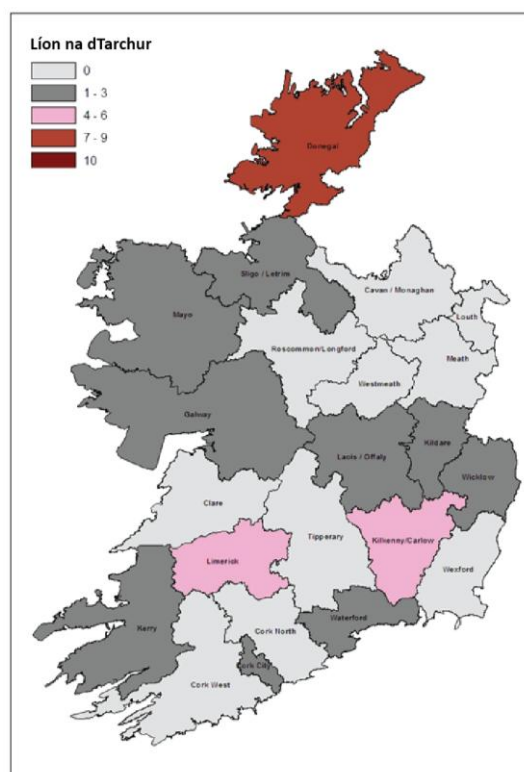 Líon na dTarchur
0
1 - 3
4 - 6
7 - 9
10
Donegal
Sligo / Leitrim
Cavan / Monaghan
Louth
Mayo
Roscommon/Longford
Meath
Westmeath
Galway
Laois / Offaly
Kildare
Wicklow
Clare
Tipperary
Kilkenny/Carlow
Limerick
Wexford
Waterford
Kerry
Cork North
Cork City
Cork West